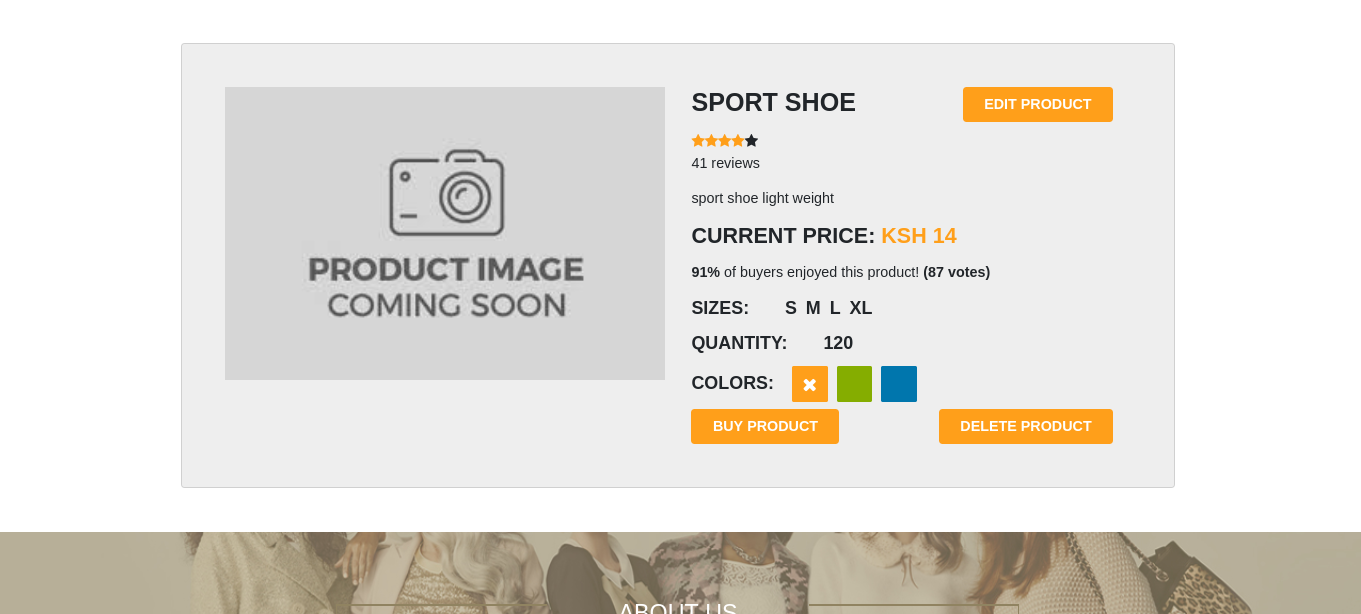 PRODUCT IMAGE
COMING SOON
SPORT SHOE
EDIT PRODUCT
41 reviews
sport shoe light weight
CURRENT PRICE: KSH 14
91% of buyers enjoyed this product! (87 votes)
SIZES: S M L XL
QUANTITY: 120
COLORS:
BUY PRODUCT
DELETE PRODUCT
ABOUT US